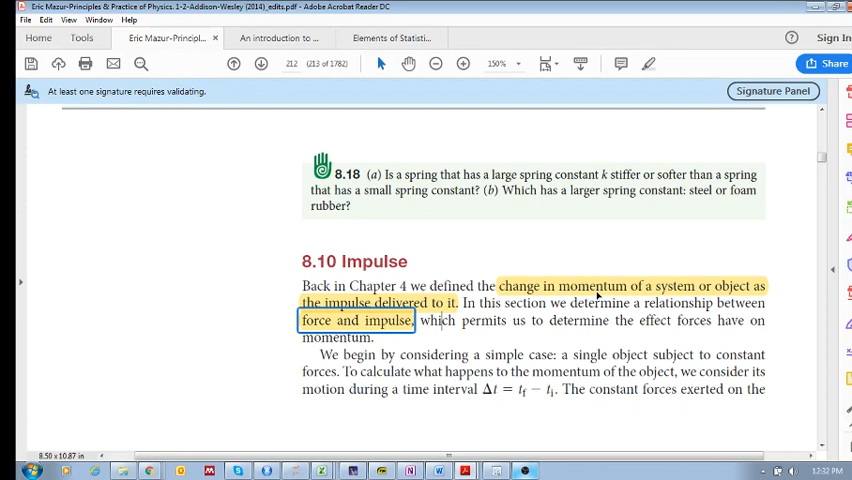 Eric Mazur-Principles & Practice of Physics. 1-2-Addison-Wesley (2014)_edits.pdf - Adobe Acrobat Reader DC
File Edit View Window Help
Home Tools Eric Mazur-Principl... × An introduction to ... Elements of Statisti... Sign In
212 (213 of 1782) 150% Share
At least one signature requires validating. Signature Panel
8.18 (a) Is a spring that has a large spring constant k stiffer or softer than a spring
that has a small spring constant? (b) Which has a larger spring constant: steel or foam
rubber?
8.10 Impulse
Back in Chapter 4 we defined the change in momentum of a system or object as
the impulse delivered to it. In this section we determine a relationship between
force and impulse, which permits us to determine the effect forces have on
momentum.
We begin by considering a simple case: a single object subject to constant
forces. To calculate what happens to the momentum of the object, we consider its
motion during a time interval Δt = tf − ti. The constant forces exerted on the
8.50 x 10.87 in
12:32 PM